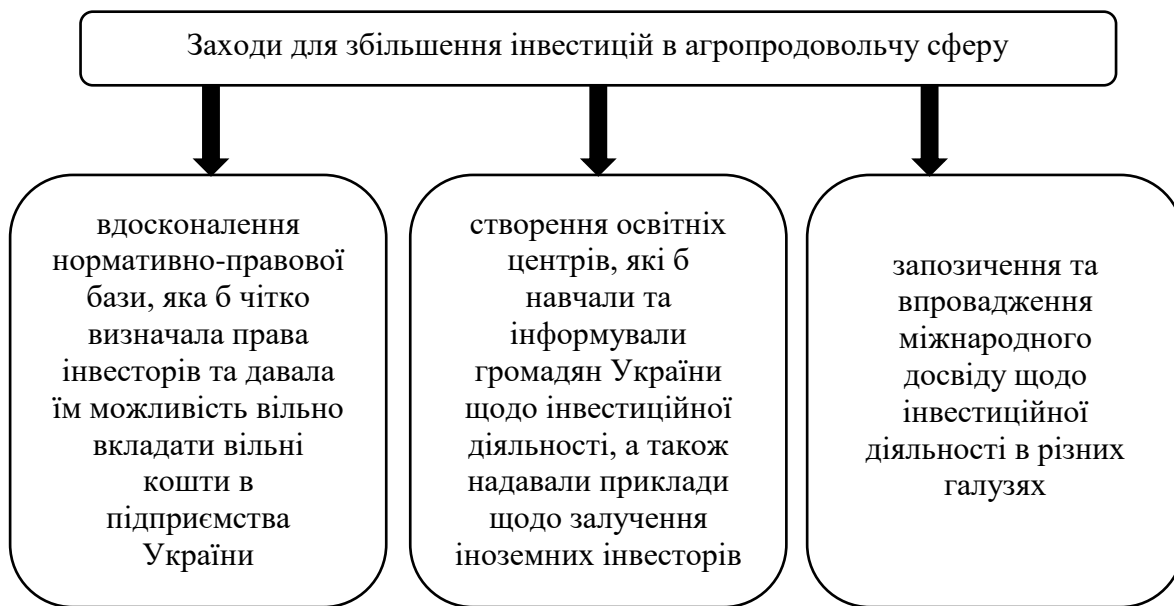 Заходи для збільшення інвестицій в агропродовольчу сферу
вдосконалення
нормативно-правової
бази, яка б чітко
визначала права
інвесторів та давала
їм можливість вільно
вкладати вільні
кошти в
підприємства
України
створення освітніх
центрів, які б
навчали та
інформували
громадян України
щодо інвестиційної
діяльності, а також
надавали приклади
щодо залучення
іноземних інвесторів
запозичення та
впровадження
міжнародного
досвіду щодо
інвестиційної
діяльності в різних
галузях